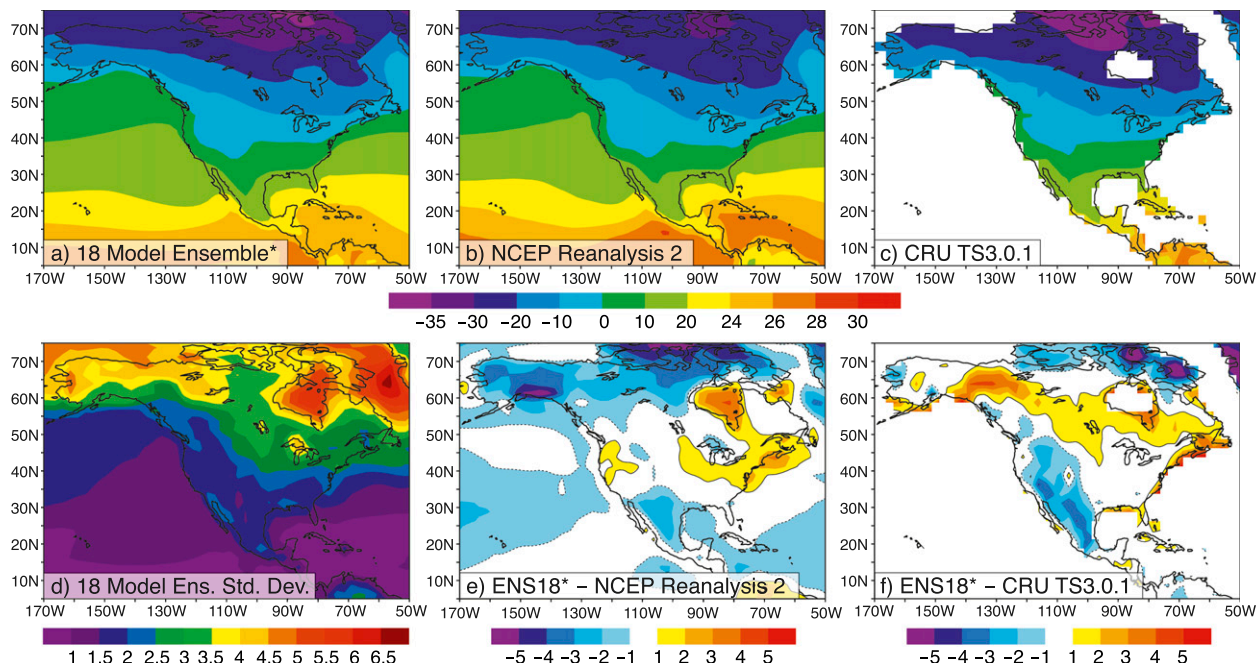 70N
60N
50N
40N
30N
20N
10N
a) 18 Model Ensemble*
170W 150W 130W 110W 90W 70W 50W
70N
60N
50N
40N
30N
20N
10N
b) NCEP Reanalysis 2
170W 150W 130W 110W 90W 70W 50W
70N
60N
50N
40N
30N
20N
10N
c) CRU TS3.0.1
170W 150W 130W 110W 90W 70W 50W
−35 −30 −20 −10 0 10 20 24 26 28 30
70N
60N
50N
40N
30N
20N
10N
d) 18 Model Ens. Std. Dev.
170W 150W 130W 110W 90W 70W 50W
1 1.5 2 2.5 3 3.5 4 4.5 5 5.5 6 6.5
70N
60N
50N
40N
30N
20N
10N
e) ENS18* − NCEP Reanalysis 2
170W 150W 130W 110W 90W 70W 50W
−5 −4 −3 −2 −1 1 2 3 4 5
70N
60N
50N
40N
30N
20N
10N
f) ENS18* − CRU TS3.0.1
170W 150W 130W 110W 90W 70W 50W
−5 −4 −3 −2 −1 1 2 3 4 5